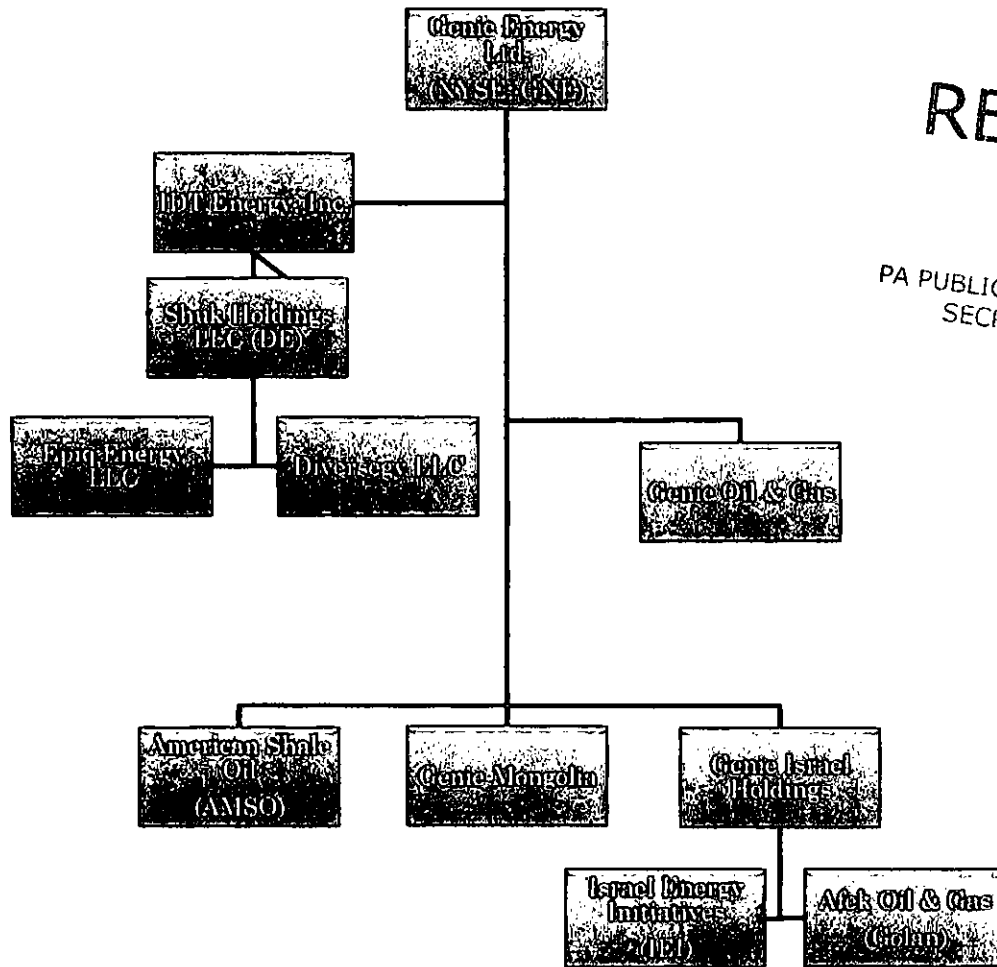 Genie Energy
Ltd.
(NYSE: GNE)
RE
IDT Energy, Inc.
PA PUBLIC
SECR
Shuk Holdings
LLC (DE)
Epiq Energy
LLC
Diversegy LLC
Genie Oil & Gas
American Shale
Oil
(AMSO)
Genie Mongolia
Genie Israel
Holdings
Israel Energy
Initiatives
(IEI)
Afek Oil & Gas
(Golan)